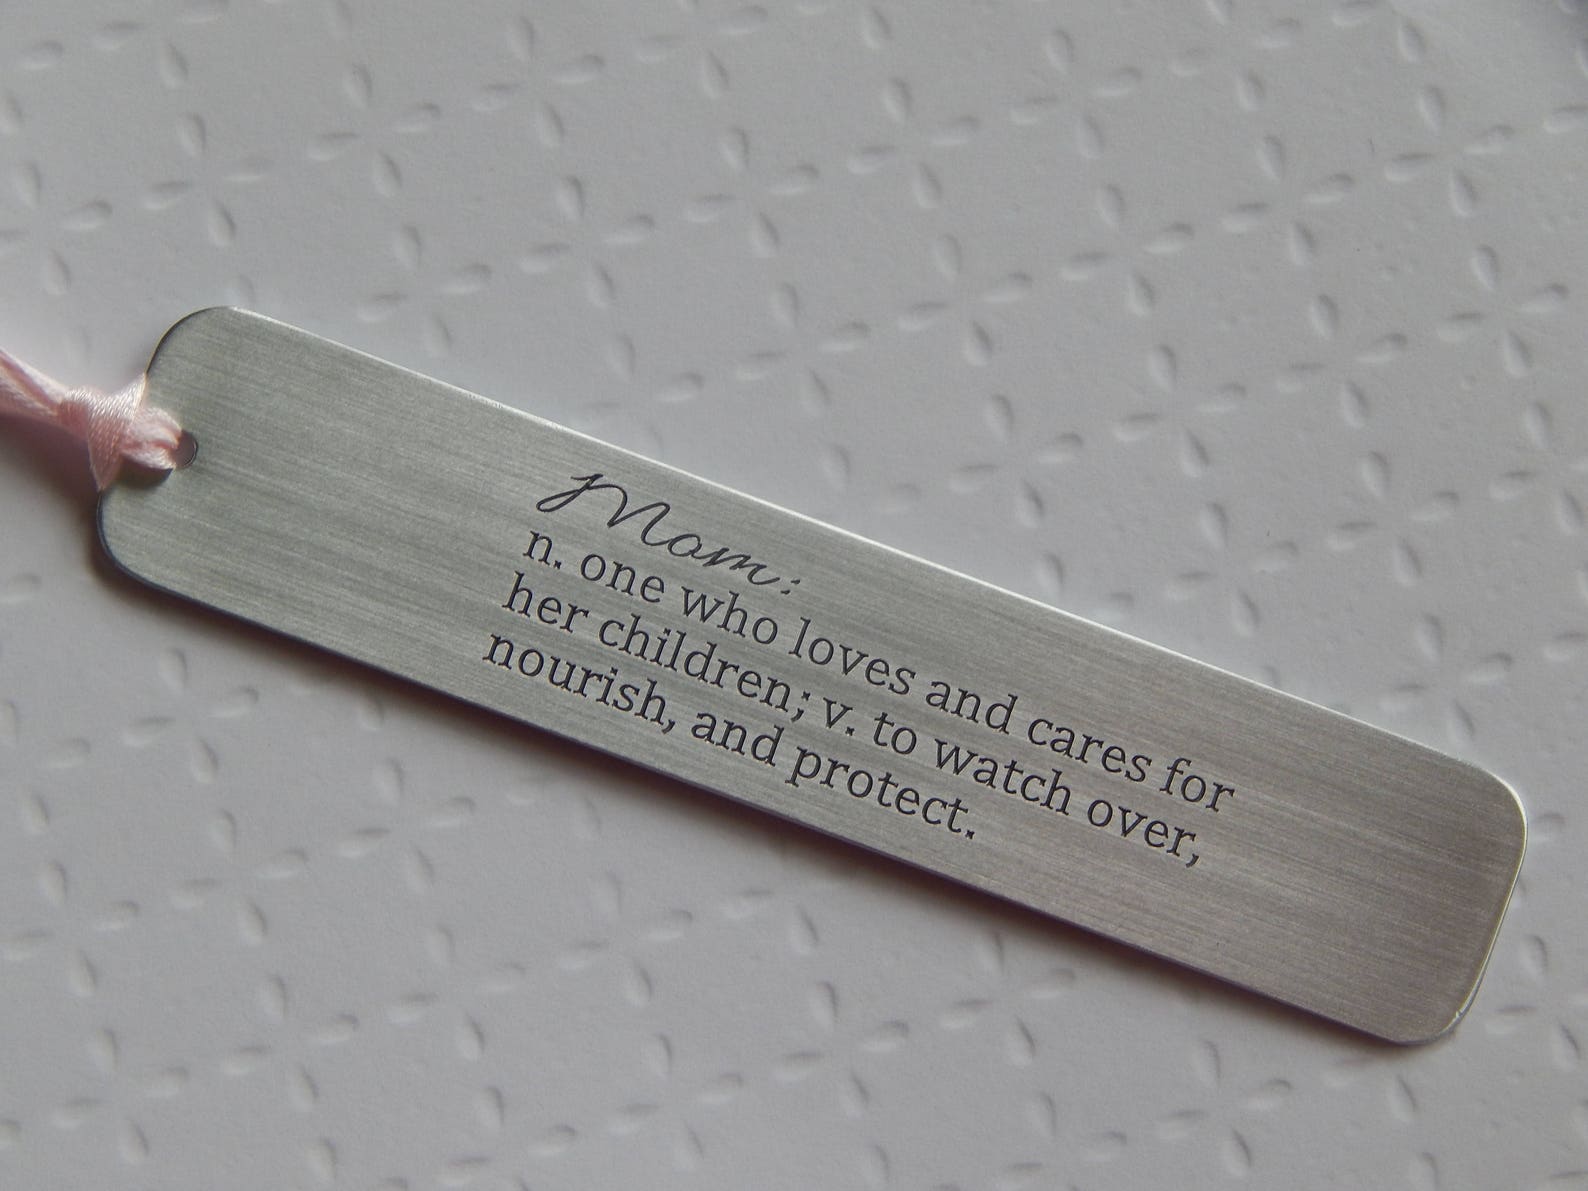 Mom:
n. one who loves and cares for
her children; v. to watch over,
nourish, and protect.